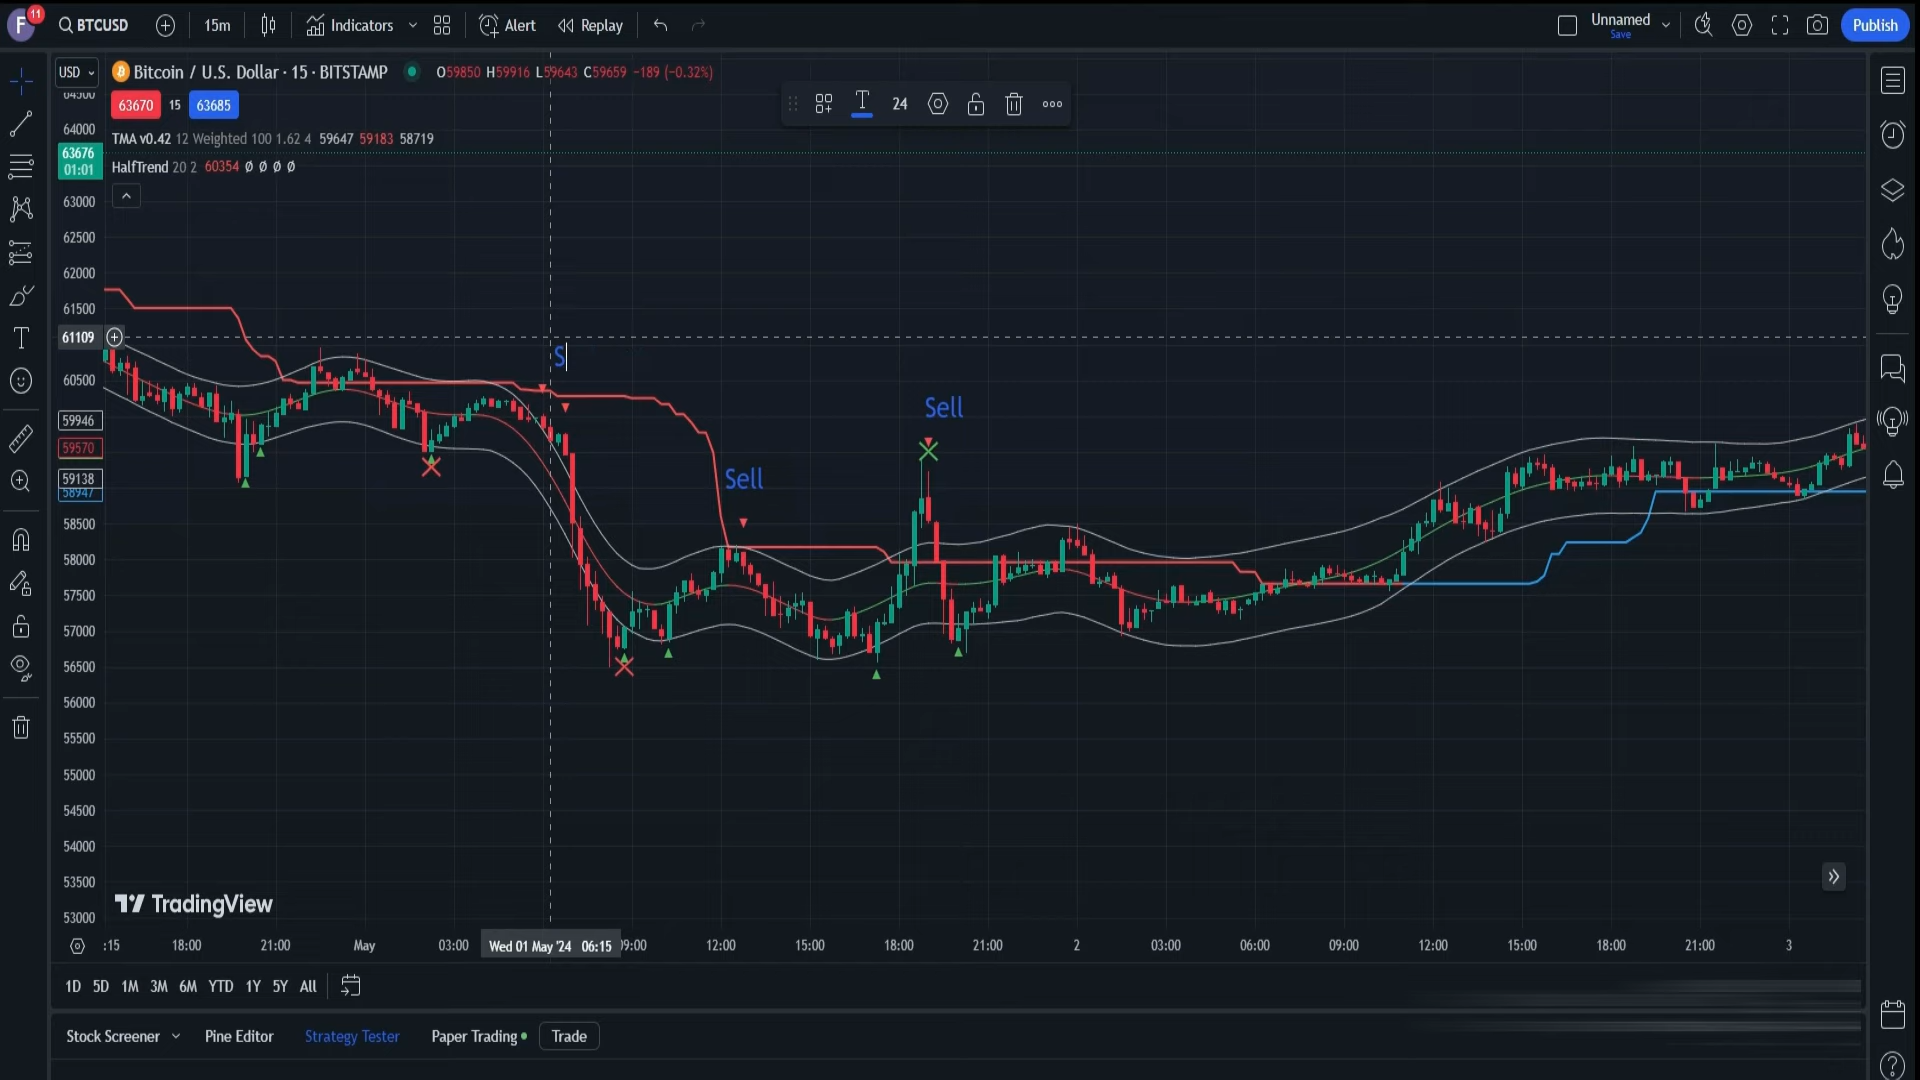 F 11 BTCUSD 15m Indicators Alert Replay Unnamed Save Publish
USD Bitcoin / U.S. Dollar · 15 · BITSTAMP O59850 H59916 L59643 C59659 −189 (−0.32%)
63670 15 63685
24
TMA v0.42 12 Weighted 100 1.62 4 59647 59183 58719
HalfTrend 20 2 60354 Ø Ø Ø Ø
64500
64000
63676
01:01
63000
62500
62000
61500
61109
60500
59946
59570
59138
58947
58500
58000
57500
57000
56500
56000
55500
55000
54500
54000
53500
53000
S
Sell
Sell
TradingView
:15 18:00 21:00 May 03:00 Wed 01 May '24 06:15 09:00 12:00 15:00 18:00 21:00 2 03:00 06:00 09:00 12:00 15:00 18:00 21:00 3
1D 5D 1M 3M 6M YTD 1Y 5Y All
Stock Screener Pine Editor Strategy Tester Paper Trading Trade